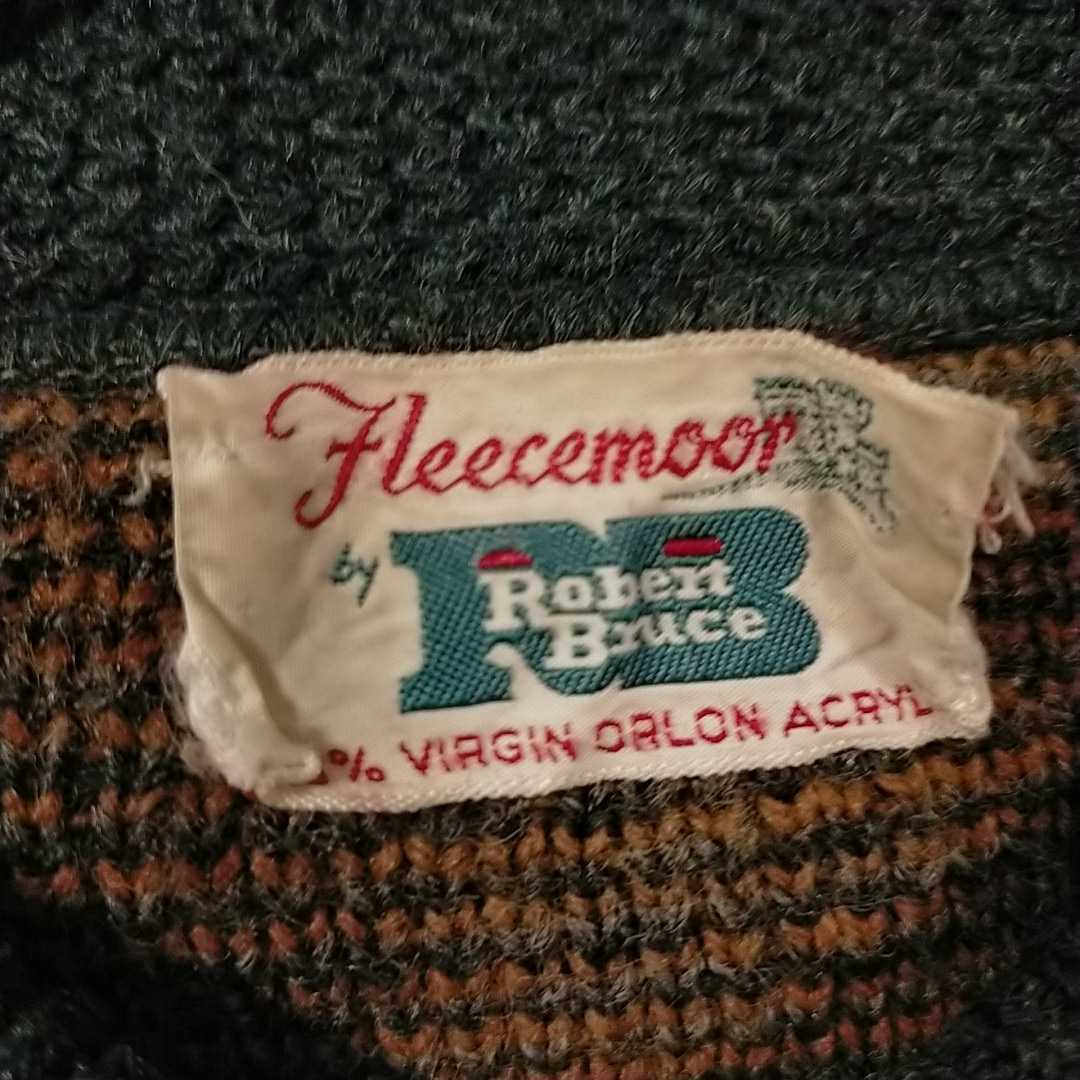 Fleecemoor
by Robert
Bruce
% VIRGIN ORLON ACRYL